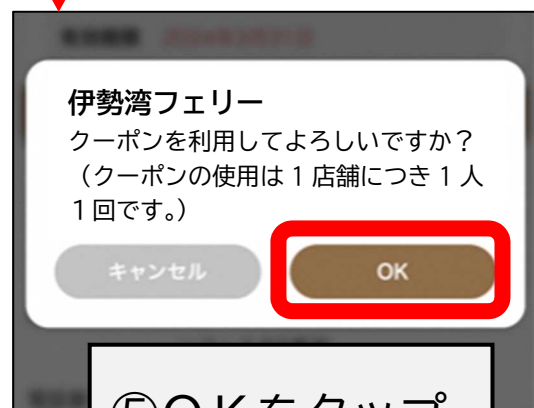 伊勢湾フェリー
クーポンを利用してよろしいですか？
（クーポンの使用は１店舗につき１人
１回です。）
キャンセル
OK
⑤ＯＫをタップ